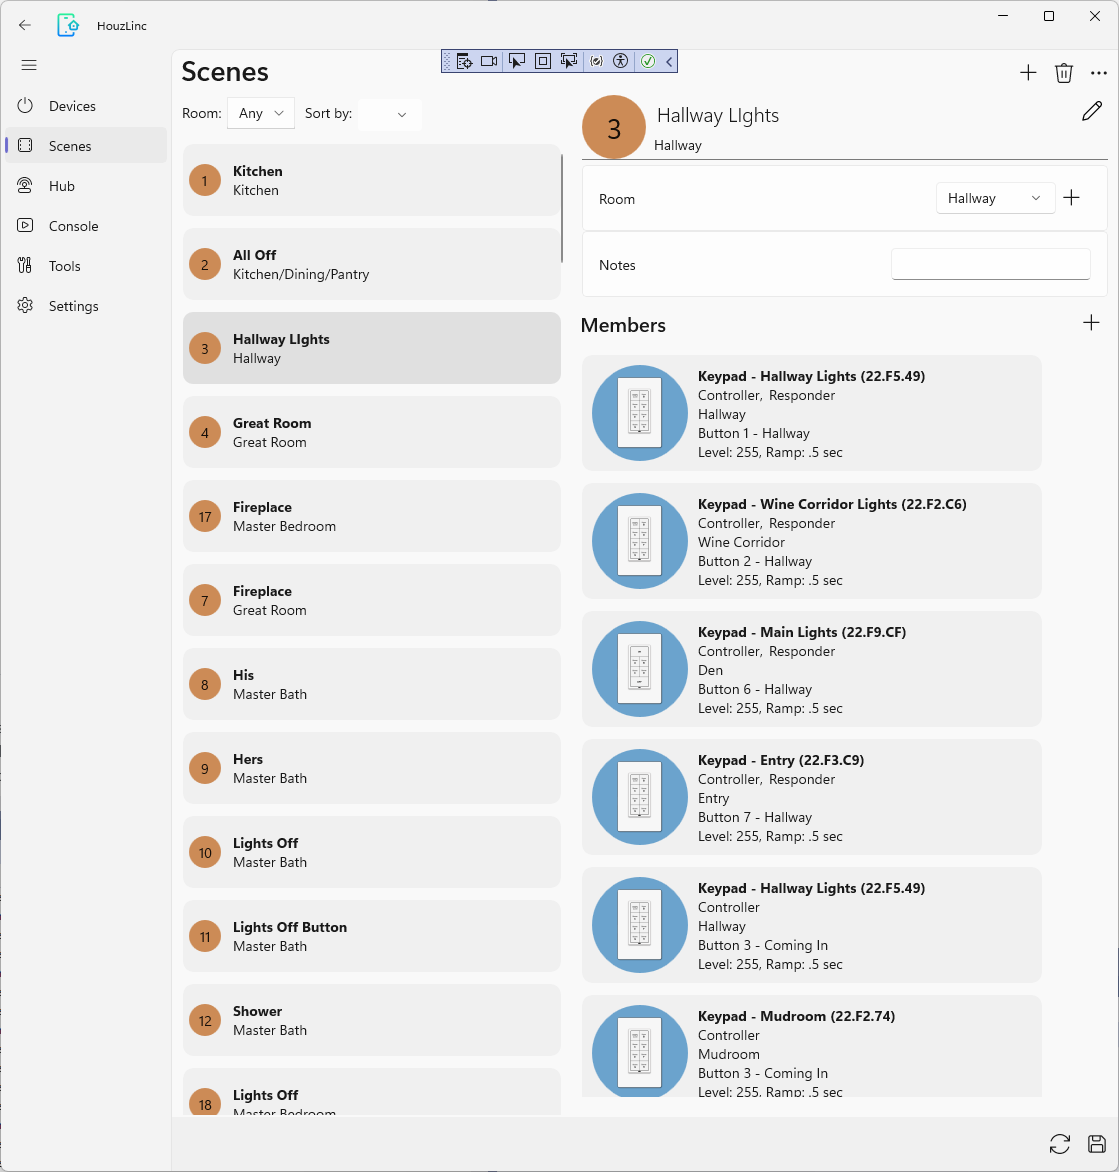 HouzLinc
Devices
Scenes
Hub
Console
Tools
Settings
Scenes
Room: Any Sort by:
1 Kitchen
Kitchen
2 All Off
Kitchen/Dining/Pantry
3 Hallway LIghts
Hallway
4 Great Room
Great Room
17 Fireplace
Master Bedroom
7 Fireplace
Great Room
8 His
Master Bath
9 Hers
Master Bath
10 Lights Off
Master Bath
11 Lights Off Button
Master Bath
12 Shower
Master Bath
18 Lights Off
Master Bedroom
3 Hallway LIghts
Hallway
Room Hallway
Notes
Members
Keypad - Hallway Lights (22.F5.49)
Controller, Responder
Hallway
Button 1 - Hallway
Level: 255, Ramp: .5 sec
Keypad - Wine Corridor Lights (22.F2.C6)
Controller, Responder
Wine Corridor
Button 2 - Hallway
Level: 255, Ramp: .5 sec
Keypad - Main Lights (22.F9.CF)
Controller, Responder
Den
Button 6 - Hallway
Level: 255, Ramp: .5 sec
Keypad - Entry (22.F3.C9)
Controller, Responder
Entry
Button 7 - Hallway
Level: 255, Ramp: .5 sec
Keypad - Hallway Lights (22.F5.49)
Controller
Hallway
Button 3 - Coming In
Level: 255, Ramp: .5 sec
Keypad - Mudroom (22.F2.74)
Controller
Mudroom
Button 3 - Coming In
Level: 255, Ramp: .5 sec